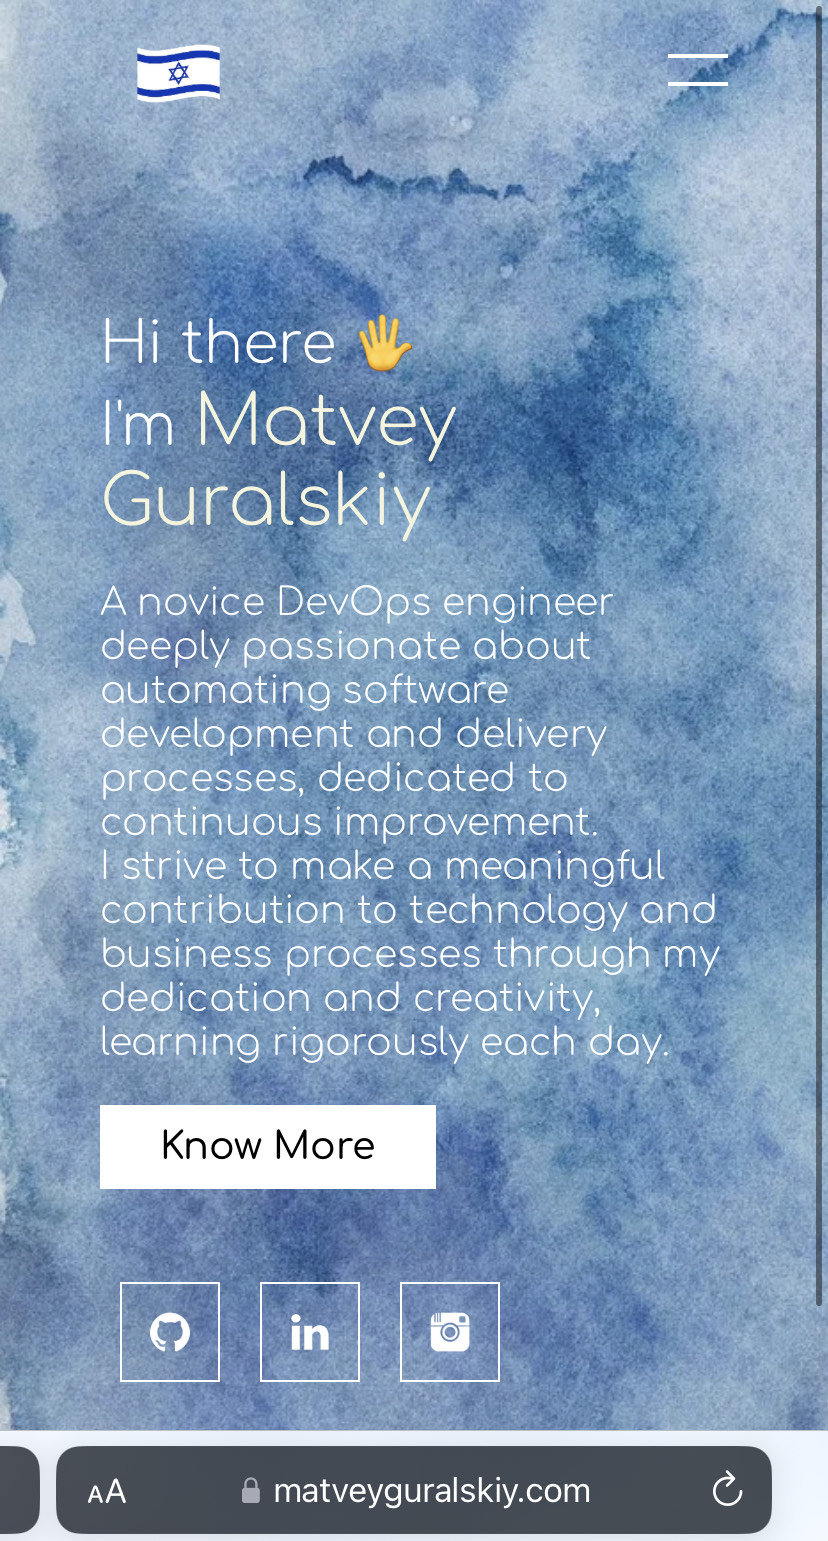 Hi there 🖐
I'm Matvey
Guralskiy
A novice DevOps engineer
deeply passionate about
automating software
development and delivery
processes, dedicated to
continuous improvement.
I strive to make a meaningful
contribution to technology and
business processes through my
dedication and creativity,
learning rigorously each day.
Know More
in
AA matveyguralskiy.com